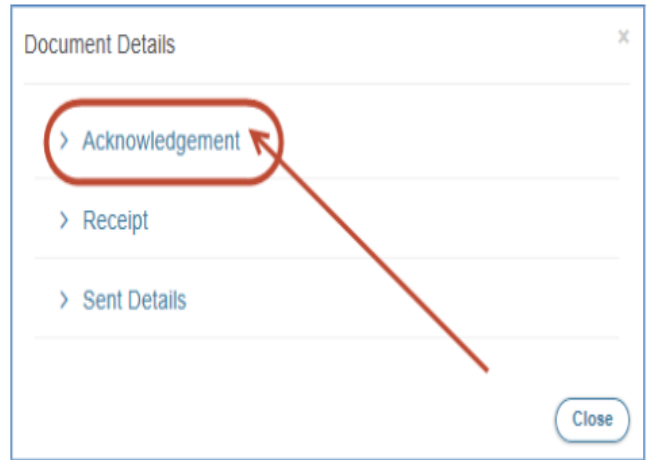 Document Details
x
> Acknowledgement
> Receipt
> Sent Details
Close